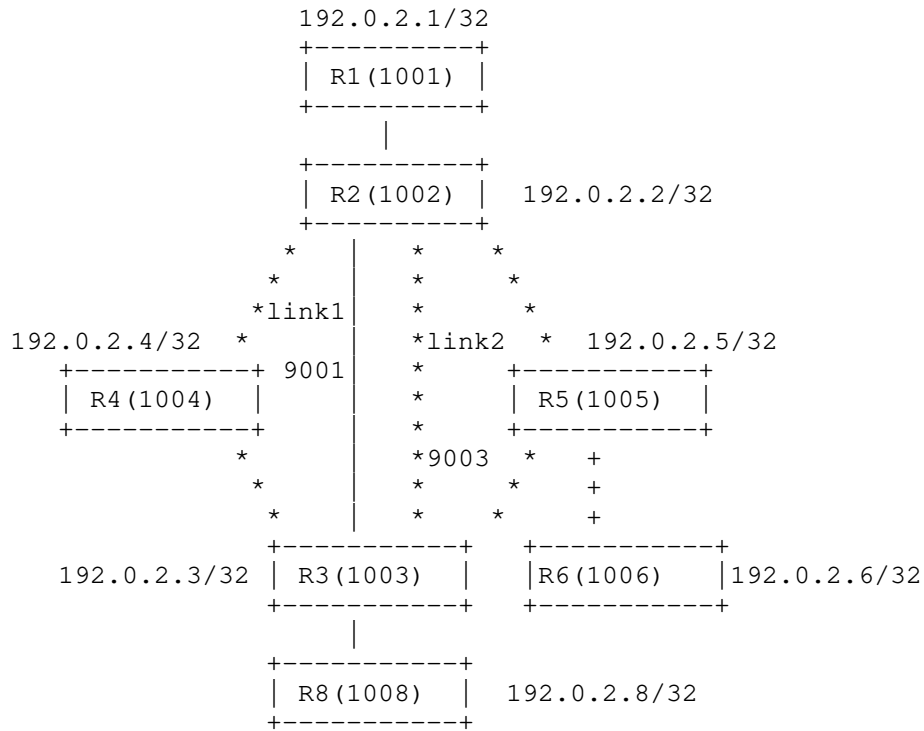 192.0.2.1/32
R1(1001)
R2(1002) 192.0.2.2/32
link1
192.0.2.4/32 link2 192.0.2.5/32
9001
R4(1004) R5(1005)
9003
192.0.2.3/32 R3(1003) R6(1006) 192.0.2.6/32
R8(1008) 192.0.2.8/32